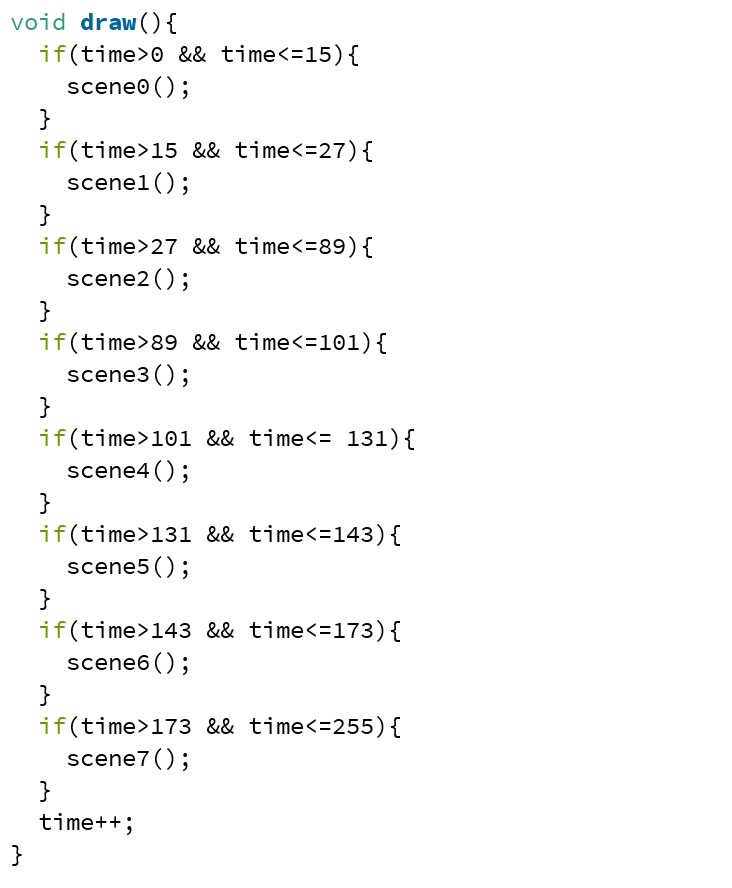 void draw(){
  if(time>0 && time<=15){
    scene0();
  }
  if(time>15 && time<=27){
    scene1();
  }
  if(time>27 && time<=89){
    scene2();
  }
  if(time>89 && time<=101){
    scene3();
  }
  if(time>101 && time<= 131){
    scene4();
  }
  if(time>131 && time<=143){
    scene5();
  }
  if(time>143 && time<=173){
    scene6();
  }
  if(time>173 && time<=255){
    scene7();
  }
  time++;
}